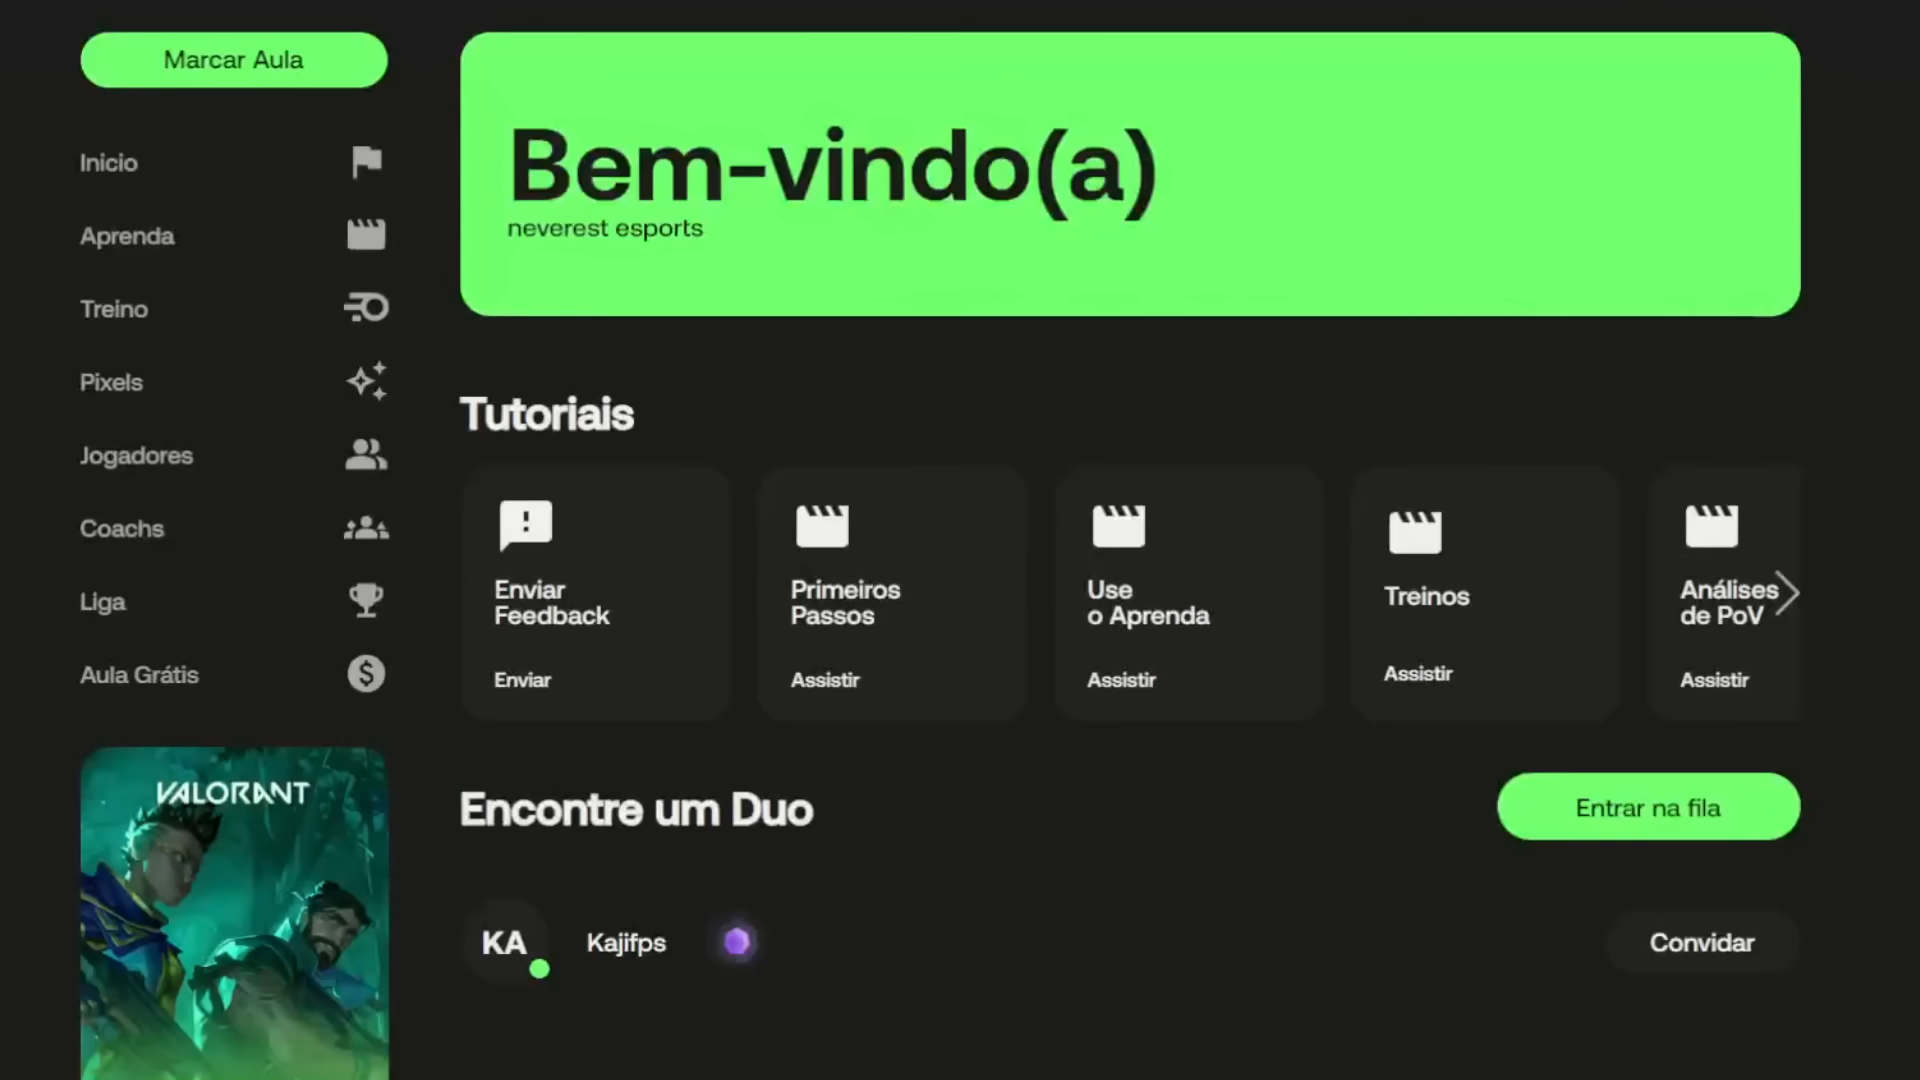 Marcar Aula
Inicio
Aprenda
Treino
Pixels
Jogadores
Coachs
Liga
Aula Grátis
VALORANT
Bem-vindo(a)
neverest esports
Tutoriais
Enviar
Feedback
Enviar
Primeiros
Passos
Assistir
Use
o Aprenda
Assistir
Treinos
Assistir
Análises
de PoV
Assistir
Encontre um Duo
Entrar na fila
KA
Kajifps
Convidar